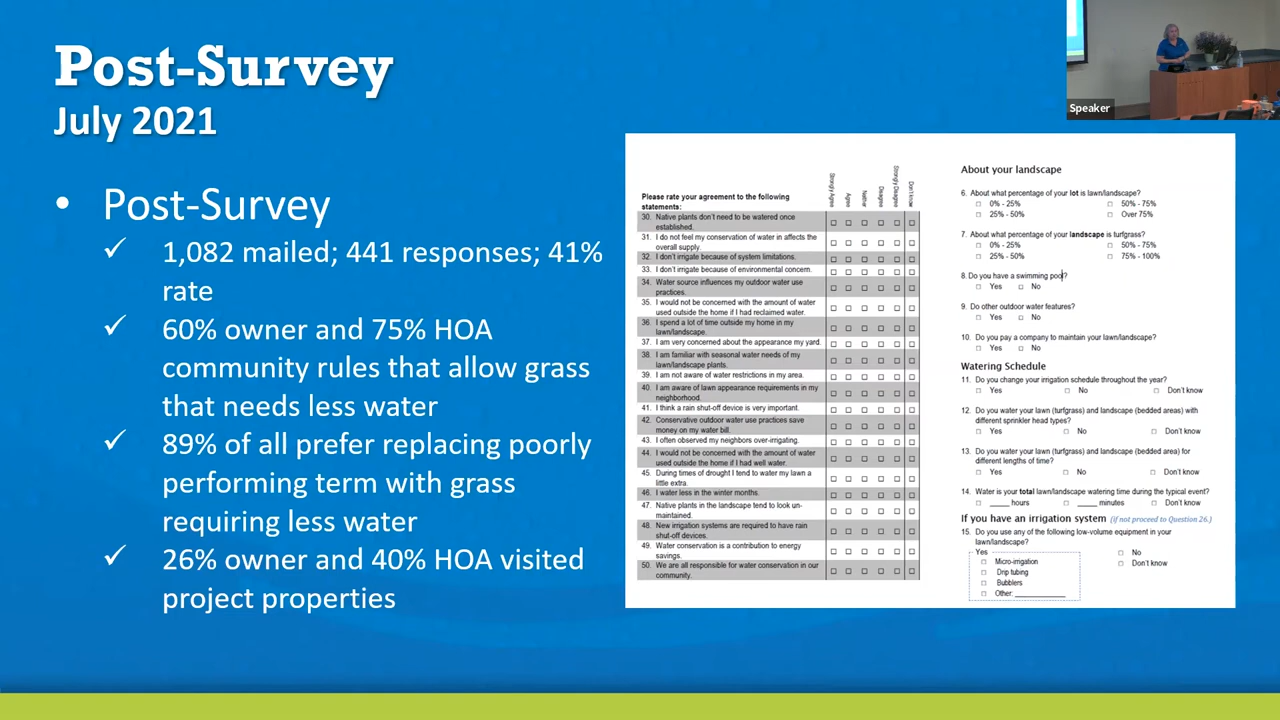 Post-Survey
July 2021
• Post-Survey
✓ 1,082 mailed; 441 responses; 41%
rate
✓ 60% owner and 75% HOA
community rules that allow grass
that needs less water
✓ 89% of all prefer replacing poorly
performing term with grass
requiring less water
✓ 26% owner and 40% HOA visited
project properties
Speaker
Please rate your agreement to the following
statements:
Strongly Agree
Agree
Neither
Disagree
Strongly Disagree
Don't know
30. Native plants don't need to be watered once
established.
31. I do not feel my conservation of water in affects the
overall supply.
32. I don't irrigate because of system limitations.
33. I don't irrigate because of environmental concern.
34. Water source influences my outdoor water use
practices.
35. I would not be concerned with the amount of water
used outside the home if I had reclaimed water.
36. I spend a lot of time outside my home in my
lawn/landscape.
37. I am very concerned about the appearance my yard.
38. I am familiar with seasonal water needs of my
lawn/landscape plants.
39. I am not aware of water restrictions in my area.
40. I am aware of lawn appearance requirements in my
neighborhood.
41. I think a rain shut-off device is very important.
42. Conservative outdoor water use practices save
money on my water bill.
43. I often observed my neighbors over-irrigating.
44. I would not be concerned with the amount of water
used outside the home if I had well water.
45. During times of drought I tend to water my lawn a
little extra.
46. I water less in the winter months.
47. Native plants in the landscape tend to look un-
maintained.
48. New irrigation systems are required to have rain
shut-off devices.
49. Water conservation is a contribution to energy
savings.
50. We are all responsible for water conservation in our
community.
About your landscape
6. About what percentage of your lot is lawn/landscape?
□ 0% - 25% □ 50% - 75%
□ 25% - 50% □ Over 75%
7. About what percentage of your landscape is turfgrass?
□ 0% - 25% □ 50% - 75%
□ 25% - 50% □ 75% - 100%
8. Do you have a swimming pool?
□ Yes □ No
9. Do other outdoor water features?
□ Yes □ No
10. Do you pay a company to maintain your lawn/landscape?
□ Yes □ No
Watering Schedule
11. Do you change your irrigation schedule throughout the year?
□ Yes □ No □ Don't know
12. Do you water your lawn (turfgrass) and landscape (bedded areas) with
different sprinkler head types?
□ Yes □ No □ Don't know
13. Do you water your lawn (turfgrass) and landscape (bedded area) for
different lengths of time?
□ Yes □ No □ Don't know
14. Water is your total lawn/landscape watering time during the typical event?
□ _____ hours □ _____ minutes □ Don't know
If you have an irrigation system (if not proceed to Question 26.)
15. Do you use any of the following low-volume equipment in your
lawn/landscape?
Yes □ No
□ Micro-irrigation □ Don't know
□ Drip tubing
□ Bubblers
□ Other: ____________